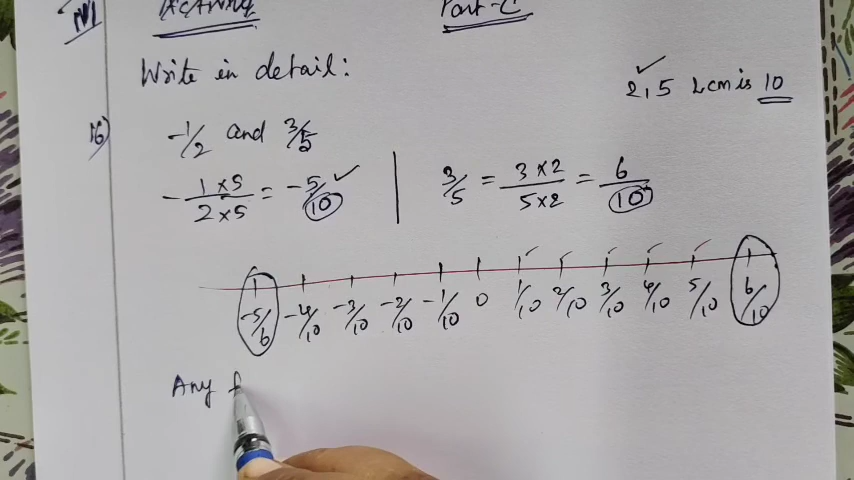 Activity Part-C
Write in detail:
2,5 Lcm is 10
16) -1/2 and 3/5
- 1×5 / 2×5 = -5/10 3/5 = 3×2 / 5×2 = 6/10
-5/6 -4/10 -3/10 -2/10 -1/10 0 1/10 2/10 3/10 4/10 5/10 6/10
Any